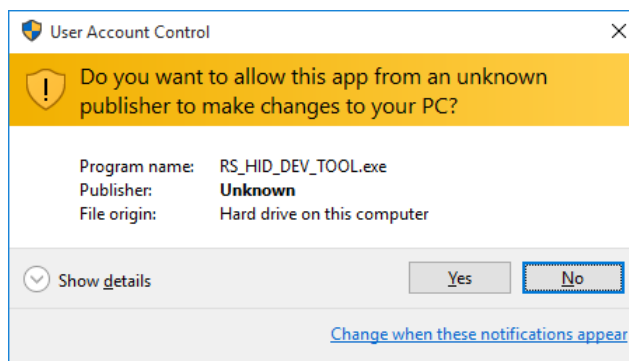 User Account Control
Do you want to allow this app from an unknown
publisher to make changes to your PC?
Program name: RS_HID_DEV_TOOL.exe
Publisher: Unknown
File origin: Hard drive on this computer
Show details
Yes
No
Change when these notifications appear